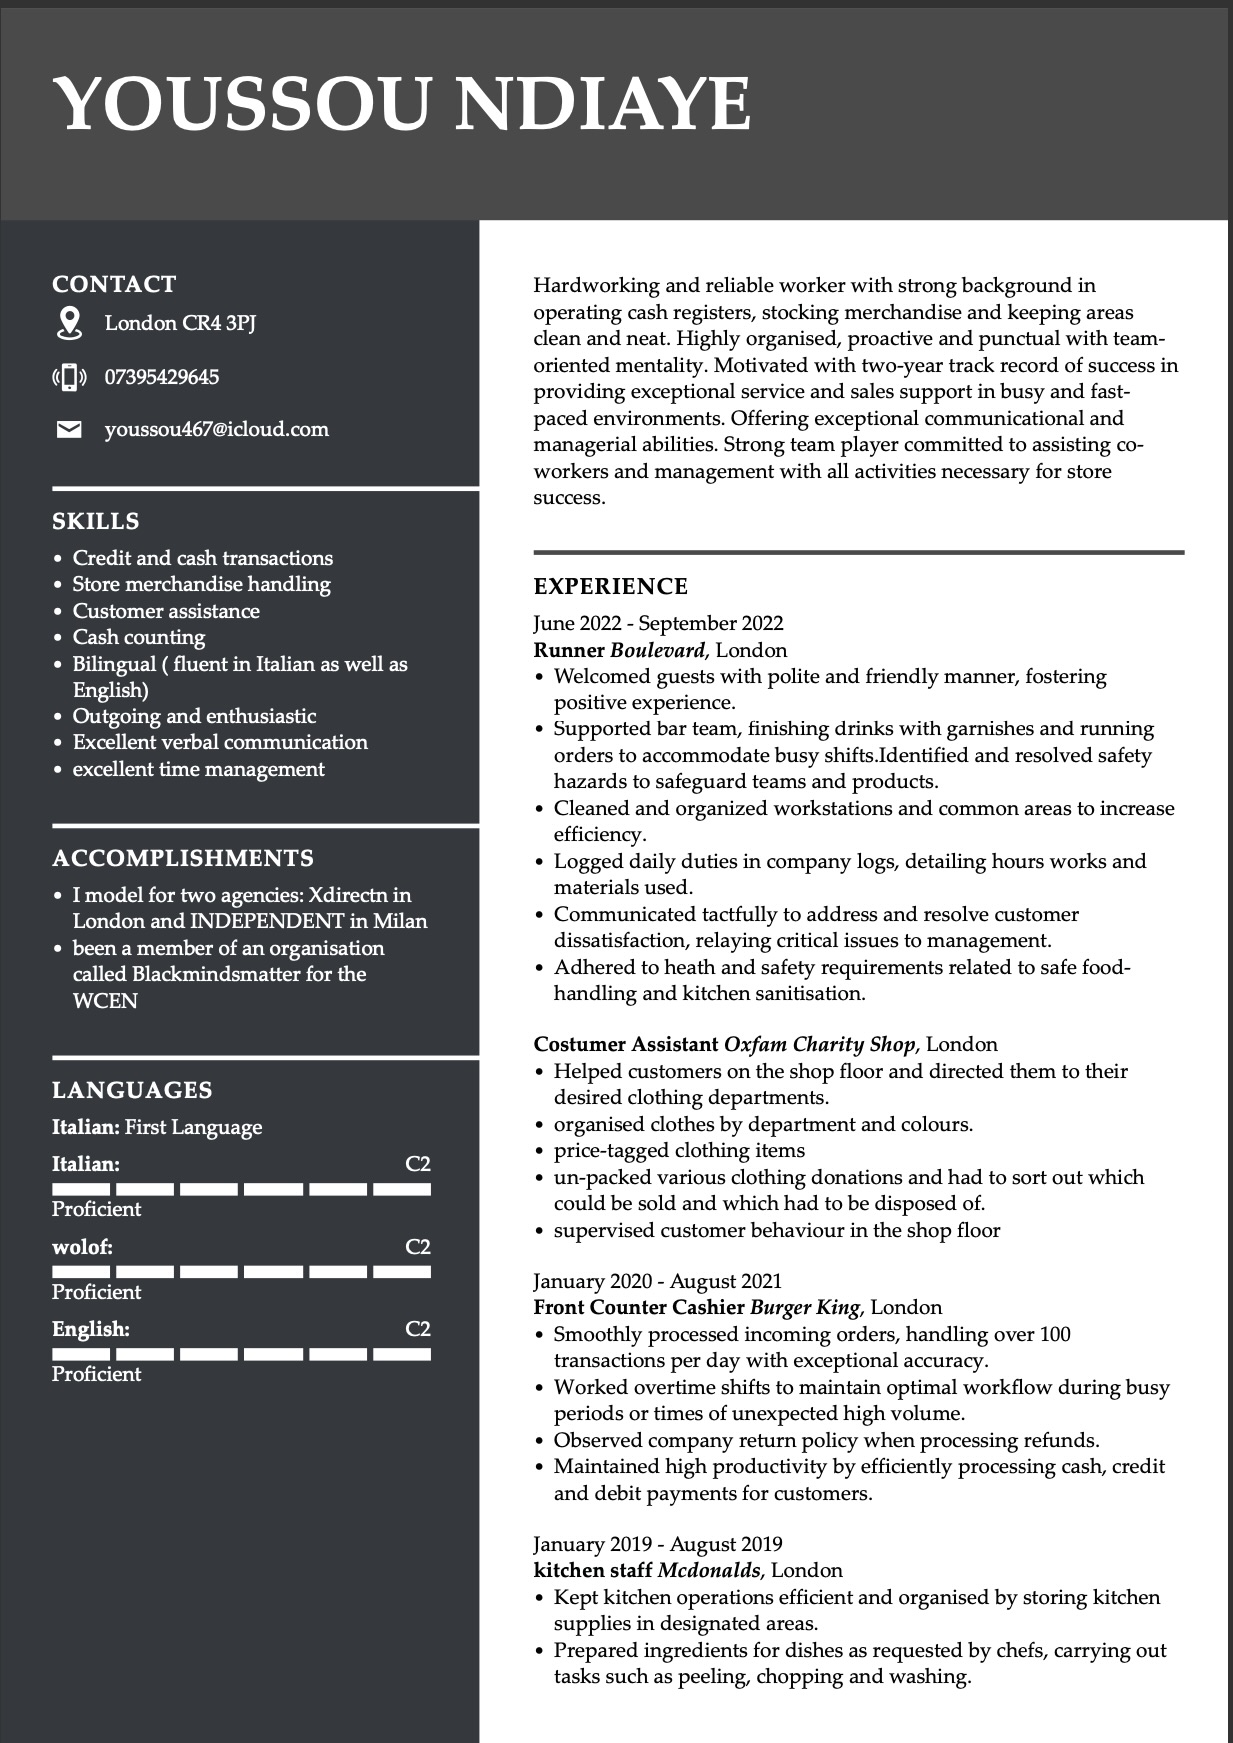 YOUSSOU NDIAYE
CONTACT
London CR4 3PJ
07395429645
youssou467@icloud.com
SKILLS
• Credit and cash transactions
• Store merchandise handling
• Customer assistance
• Cash counting
• Bilingual ( fluent in Italian as well as
English)
• Outgoing and enthusiastic
• Excellent verbal communication
• excellent time management
ACCOMPLISHMENTS
• I model for two agencies: Xdirectn in
London and INDEPENDENT in Milan
• been a member of an organisation
called Blackmindsmatter for the
WCEN
LANGUAGES
Italian: First Language
Italian: C2
Proficient
wolof: C2
Proficient
English: C2
Proficient
Hardworking and reliable worker with strong background in
operating cash registers, stocking merchandise and keeping areas
clean and neat. Highly organised, proactive and punctual with team-
oriented mentality. Motivated with two-year track record of success in
providing exceptional service and sales support in busy and fast-
paced environments. Offering exceptional communicational and
managerial abilities. Strong team player committed to assisting co-
workers and management with all activities necessary for store
success.
EXPERIENCE
June 2022 - September 2022
Runner Boulevard, London
• Welcomed guests with polite and friendly manner, fostering
positive experience.
• Supported bar team, finishing drinks with garnishes and running
orders to accommodate busy shifts.Identified and resolved safety
hazards to safeguard teams and products.
• Cleaned and organized workstations and common areas to increase
efficiency.
• Logged daily duties in company logs, detailing hours works and
materials used.
• Communicated tactfully to address and resolve customer
dissatisfaction, relaying critical issues to management.
• Adhered to heath and safety requirements related to safe food-
handling and kitchen sanitisation.
Costumer Assistant Oxfam Charity Shop, London
• Helped customers on the shop floor and directed them to their
desired clothing departments.
• organised clothes by department and colours.
• price-tagged clothing items
• un-packed various clothing donations and had to sort out which
could be sold and which had to be disposed of.
• supervised customer behaviour in the shop floor
January 2020 - August 2021
Front Counter Cashier Burger King, London
• Smoothly processed incoming orders, handling over 100
transactions per day with exceptional accuracy.
• Worked overtime shifts to maintain optimal workflow during busy
periods or times of unexpected high volume.
• Observed company return policy when processing refunds.
• Maintained high productivity by efficiently processing cash, credit
and debit payments for customers.
January 2019 - August 2019
kitchen staff Mcdonalds, London
• Kept kitchen operations efficient and organised by storing kitchen
supplies in designated areas.
• Prepared ingredients for dishes as requested by chefs, carrying out
tasks such as peeling, chopping and washing.